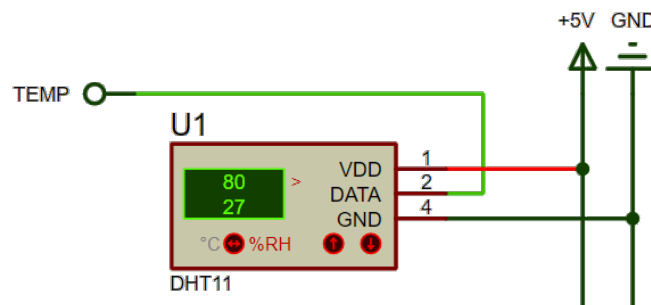 +5V GND
TEMP
U1
VDD 1
80 >
DATA 2
27
GND 4
°C %RH
DHT11